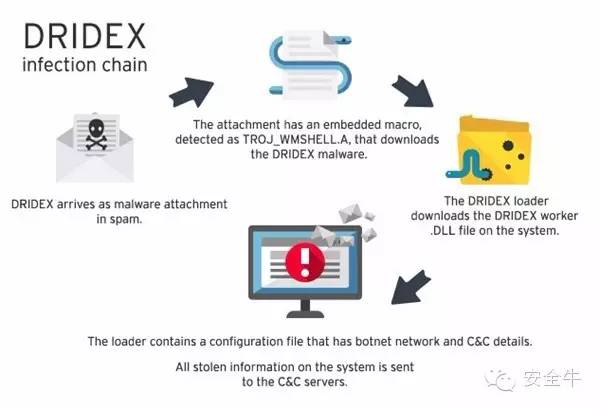 DRIDEX
infection chain
The attachment has an embedded macro,
detected as TROJ_WMSHELL.A, that downloads
the DRIDEX malware.
DRIDEX arrives as malware attachment
in spam.
The DRIDEX loader
downloads the DRIDEX worker
.DLL file on the system.
The loader contains a configuration file that has botnet network and C&C details.
All stolen information on the system is sent
to the C&C servers.
安全牛